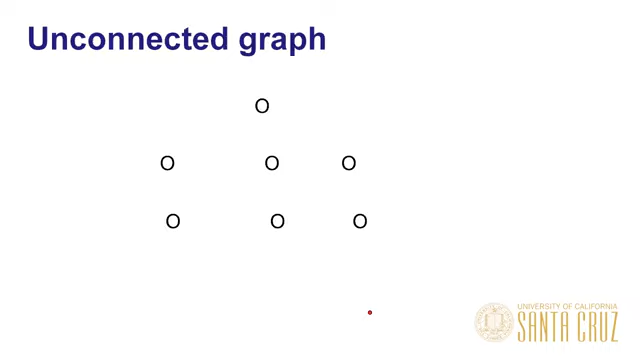 Unconnected graph
O
O O O
O O O
UNIVERSITY OF CALIFORNIA
SANTA CRUZ